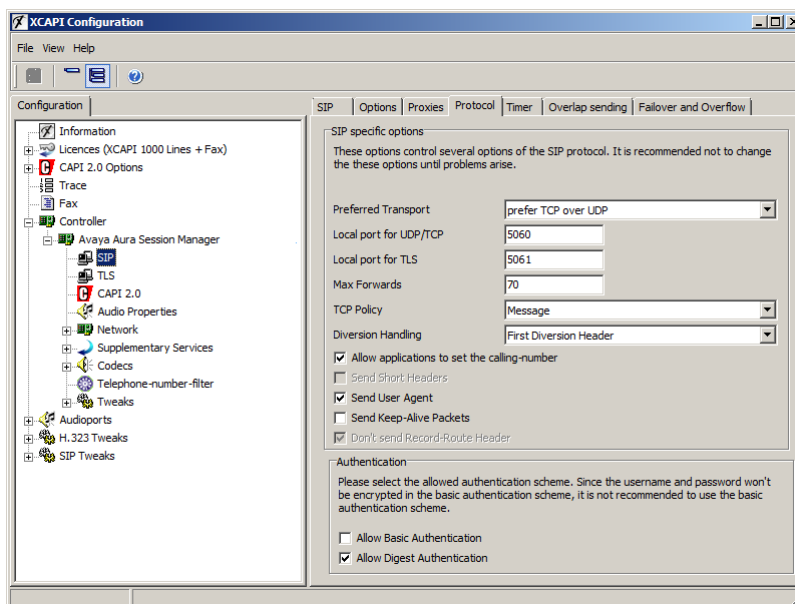 XCAPI Configuration
File View Help
Configuration
Information
Licences (XCAPI 1000 Lines + Fax)
CAPI 2.0 Options
Trace
Fax
Controller
Avaya Aura Session Manager
SIP
TLS
CAPI 2.0
Audio Properties
Network
Supplementary Services
Codecs
Telephone-number-filter
Tweaks
Audioports
H.323 Tweaks
SIP Tweaks
SIP Options Proxies Protocol Timer Overlap sending Failover and Overflow
SIP specific options
These options control several options of the SIP protocol. It is recommended not to change
the these options until problems arise.
Preferred Transport prefer TCP over UDP
Local port for UDP/TCP 5060
Local port for TLS 5061
Max Forwards 70
TCP Policy Message
Diversion Handling First Diversion Header
Allow applications to set the calling-number
Send Short Headers
Send User Agent
Send Keep-Alive Packets
Don't send Record-Route Header
Authentication
Please select the allowed authentication scheme. Since the username and password won't
be encrypted in the basic authentication scheme, it is not recommended to use the basic
authentication scheme.
Allow Basic Authentication
Allow Digest Authentication